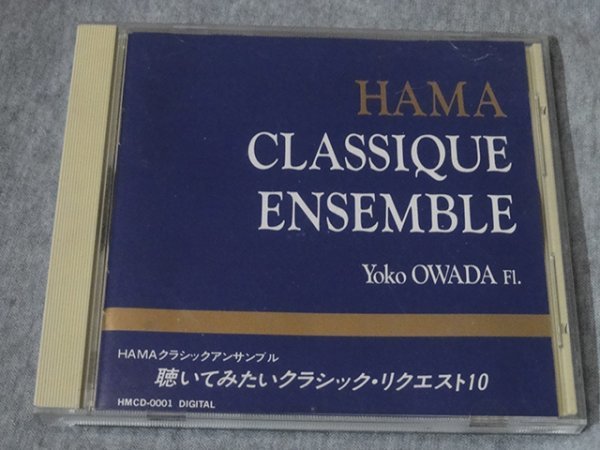 HAMA
CLASSIQUE
ENSEMBLE
Yoko OWADA Fl.
HAMAクラシックアンサンブル
聴いてみたいクラシック・リクエスト10
HMCD-0001 DIGITAL